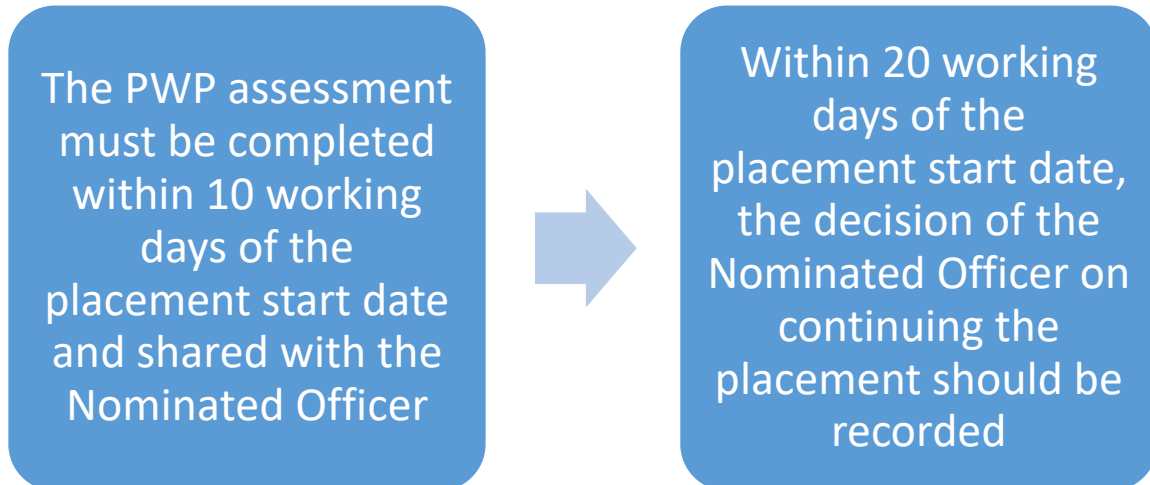 The PWP assessment
must be completed
within 10 working
days of the
placement start date
and shared with the
Nominated Officer
Within 20 working
days of the
placement start date,
the decision of the
Nominated Officer on
continuing the
placement should be
recorded